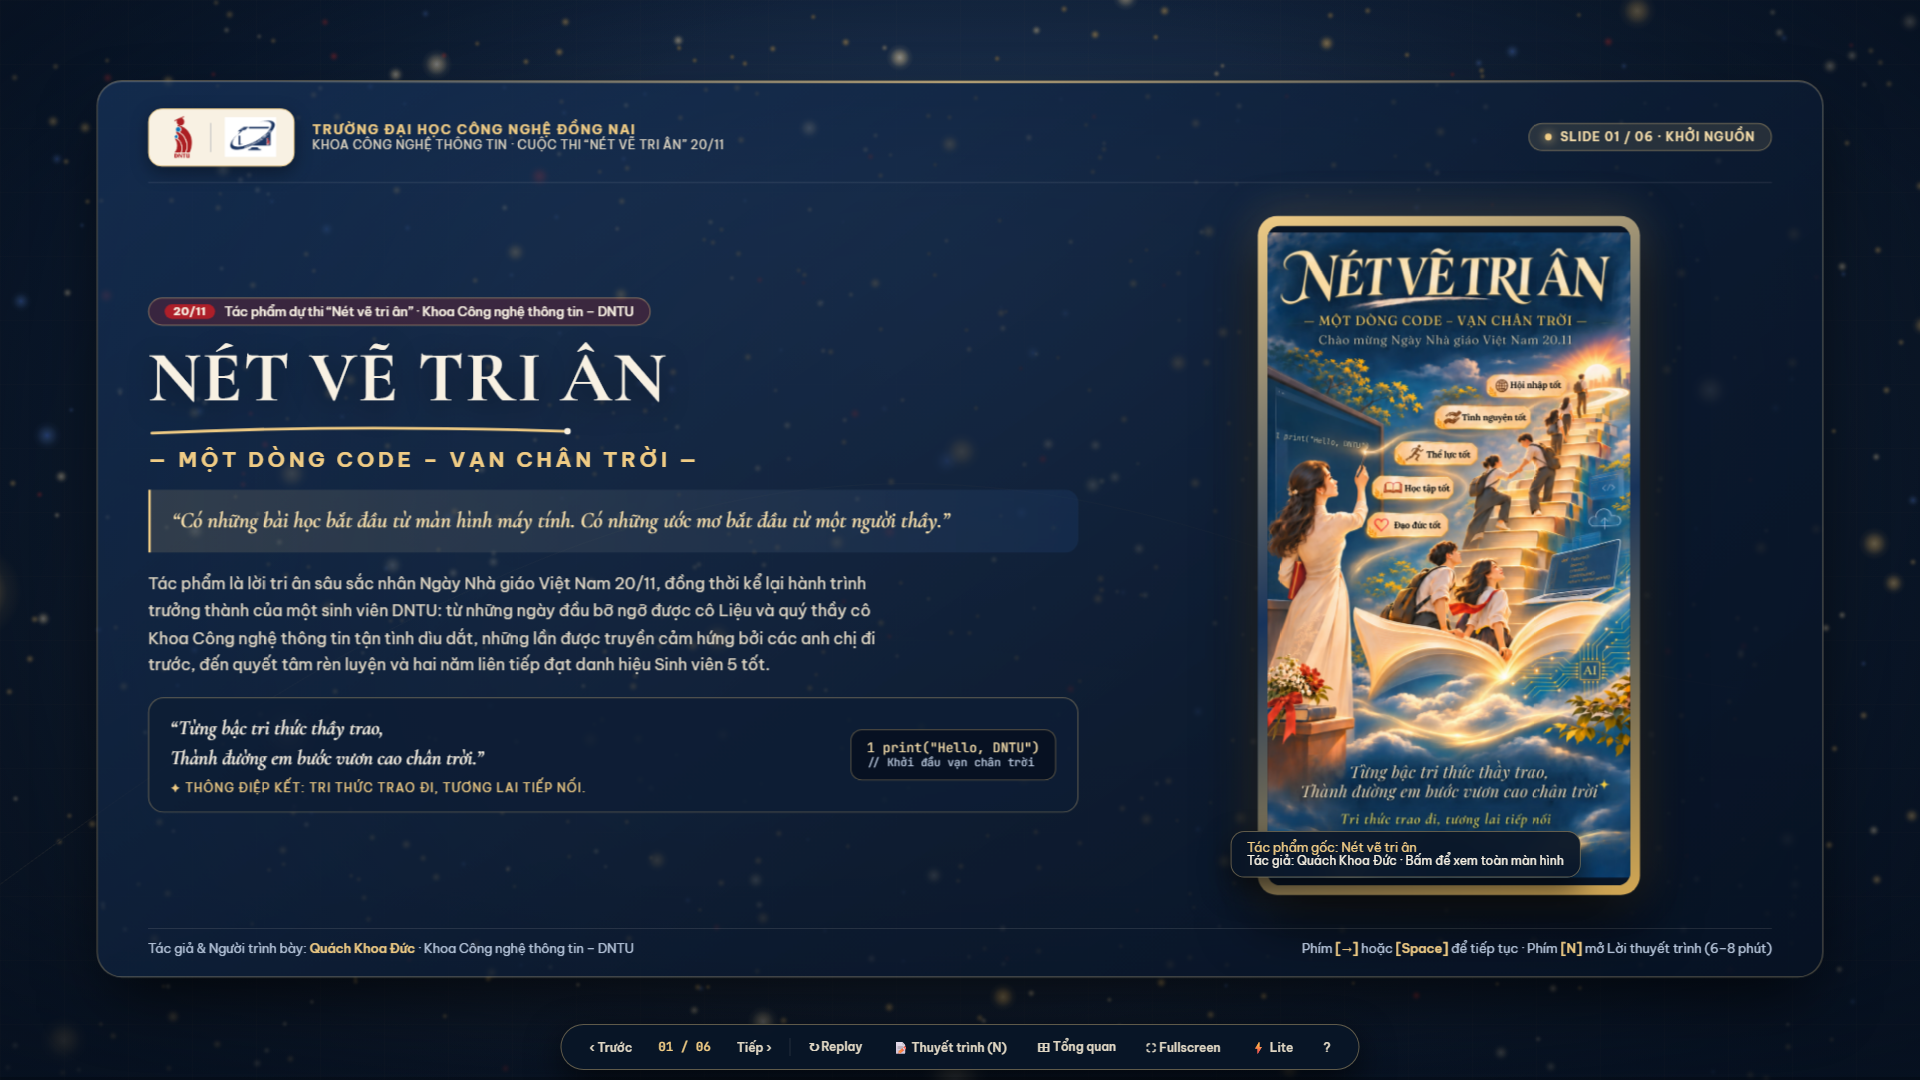 DNTU
TRƯỜNG ĐẠI HỌC CÔNG NGHỆ ĐỒNG NAI
KHOA CÔNG NGHỆ THÔNG TIN · CUỘC THI “NÉT VẼ TRI ÂN” 20/11
SLIDE 01 / 06 · KHỞI NGUỒN
20/11 Tác phẩm dự thi “Nét vẽ tri ân” · Khoa Công nghệ thông tin – DNTU
NÉT VẼ TRI ÂN
– MỘT DÒNG CODE – VẠN CHÂN TRỜI –
“Có những bài học bắt đầu từ màn hình máy tính. Có những ước mơ bắt đầu từ một người thầy.”
Tác phẩm là lời tri ân sâu sắc nhân Ngày Nhà giáo Việt Nam 20/11, đồng thời kể lại hành trình
trưởng thành của một sinh viên DNTU: từ những ngày đầu bỡ ngỡ được cô Liệu và quý thầy cô
Khoa Công nghệ thông tin tận tình dìu dắt, những lần được truyền cảm hứng bởi các anh chị đi
trước, đến quyết tâm rèn luyện và hai năm liên tiếp đạt danh hiệu Sinh viên 5 tốt.
“Từng bậc tri thức thầy trao,
Thành đường em bước vươn cao chân trời.”
✦ THÔNG ĐIỆP KẾT: TRI THỨC TRAO ĐI, TƯƠNG LAI TIẾP NỐI.
1 print("Hello, DNTU")
// Khởi đầu vạn chân trời
NÉT VẼ TRI ÂN
— MỘT DÒNG CODE – VẠN CHÂN TRỜI —
Chào mừng Ngày Nhà giáo Việt Nam 20.11
Hội nhập tốt
Tình nguyện tốt
1 print("Hello, DNTU")
Thể lực tốt
Học tập tốt
Đạo đức tốt
</>
AI
Từng bậc tri thức thầy trao,
Thành đường em bước vươn cao chân trời
Tri thức trao đi, tương lai tiếp nối
Tác phẩm gốc: Nét vẽ tri ân
Tác giả: Quách Khoa Đức · Bấm để xem toàn màn hình
Tác giả & Người trình bày: Quách Khoa Đức · Khoa Công nghệ thông tin – DNTU
Phím [→] hoặc [Space] để tiếp tục · Phím [N] mở Lời thuyết trình (6–8 phút)
‹ Trước 01 / 06 Tiếp › ↻ Replay Thuyết trình (N) Tổng quan Fullscreen Lite ?